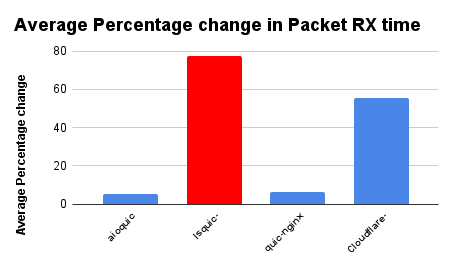 Average Percentage change in Packet RX time
Average Percentage change
80
60
40
20
0
aioquic
lsquic-
quic-nginx
Cloudflare-